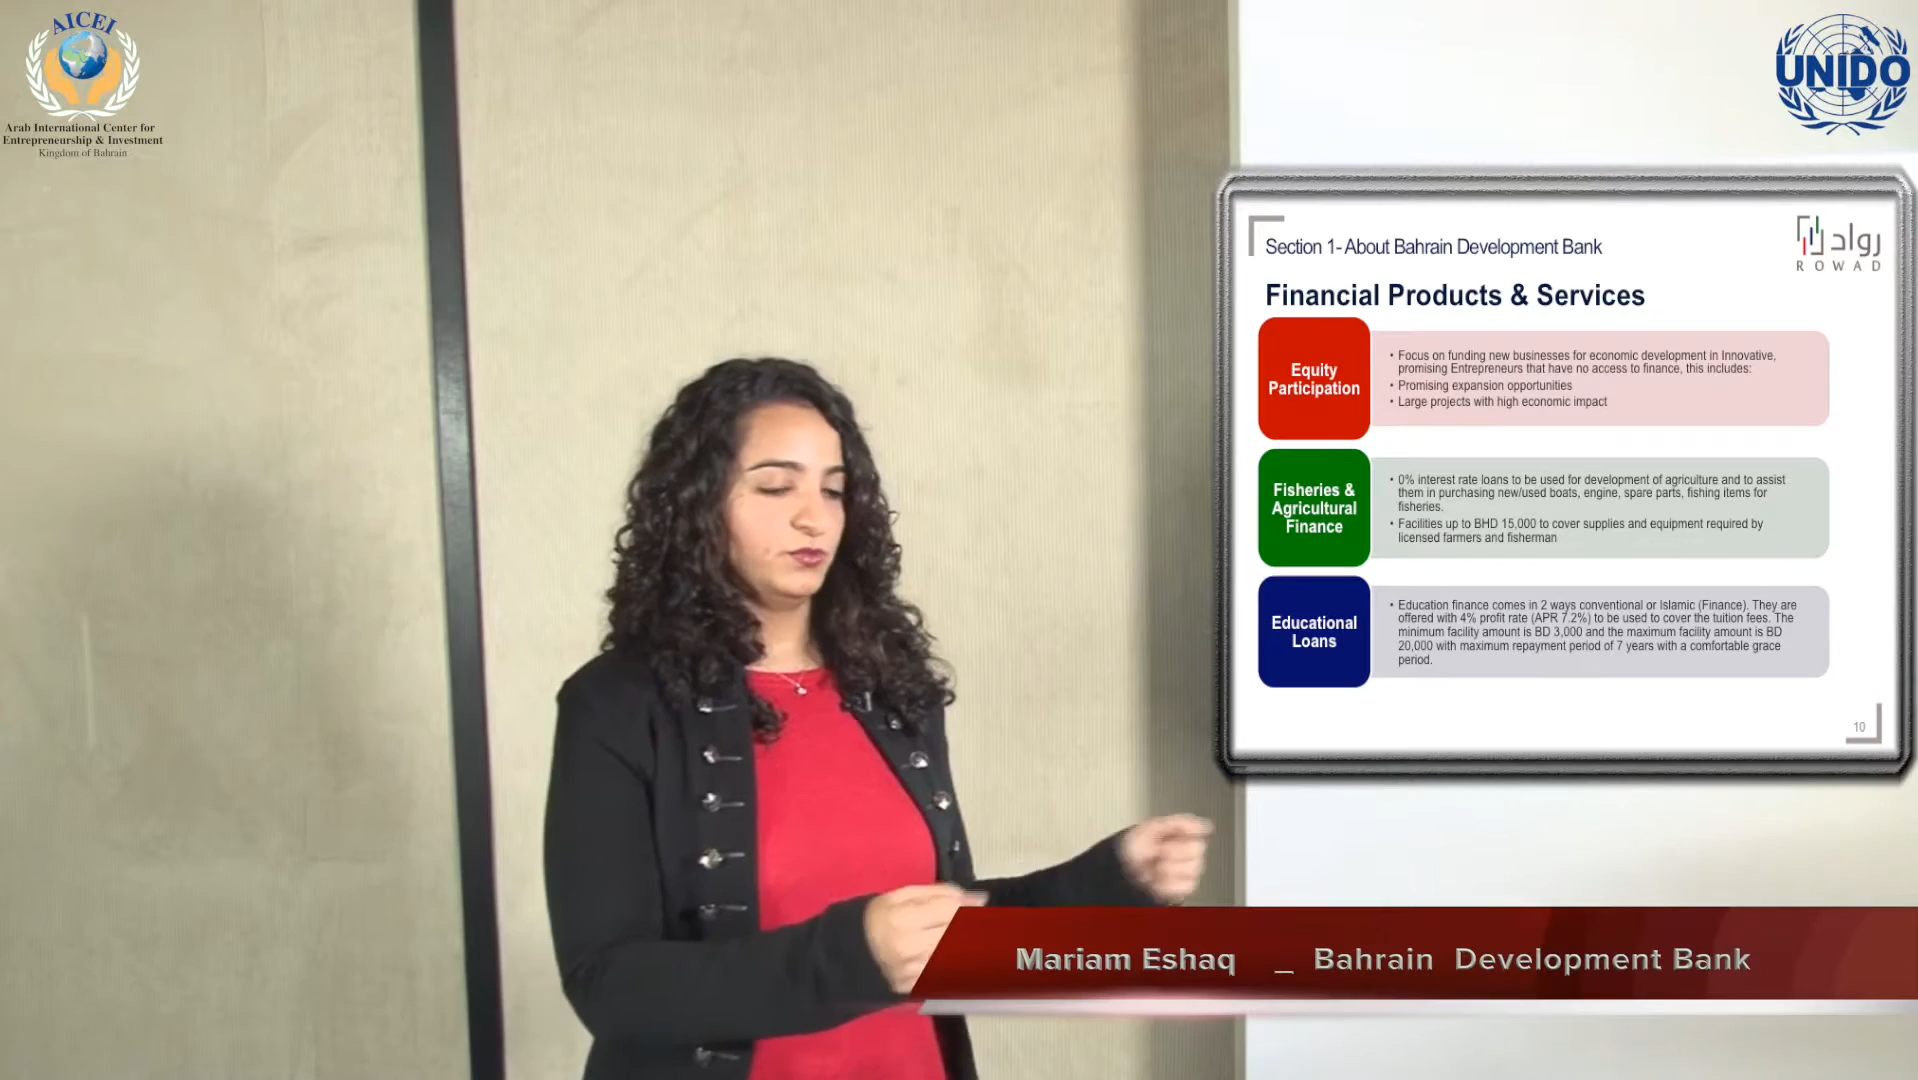 AICEI
Arab International Center for
Entrepreneurship & Investment
Kingdom of Bahrain
UNIDO
Section 1- About Bahrain Development Bank
رواد
ROWAD
Financial Products & Services
Equity
Participation
• Focus on funding new businesses for economic development in Innovative,
promising Entrepreneurs that have no access to finance, this includes:
• Promising expansion opportunities
• Large projects with high economic impact
Fisheries &
Agricultural
Finance
• 0% interest rate loans to be used for development of agriculture and to assist
them in purchasing new/used boats, engine, spare parts, fishing items for
fisheries.
• Facilities up to BHD 15,000 to cover supplies and equipment required by
licensed farmers and fisherman
Educational
Loans
• Education finance comes in 2 ways conventional or Islamic (Finance). They are
offered with 4% profit rate (APR 7.2%) to be used to cover the tuition fees. The
minimum facility amount is BD 3,000 and the maximum facility amount is BD
20,000 with maximum repayment period of 7 years with a comfortable grace
period.
10
Mariam Eshaq _ Bahrain Development Bank